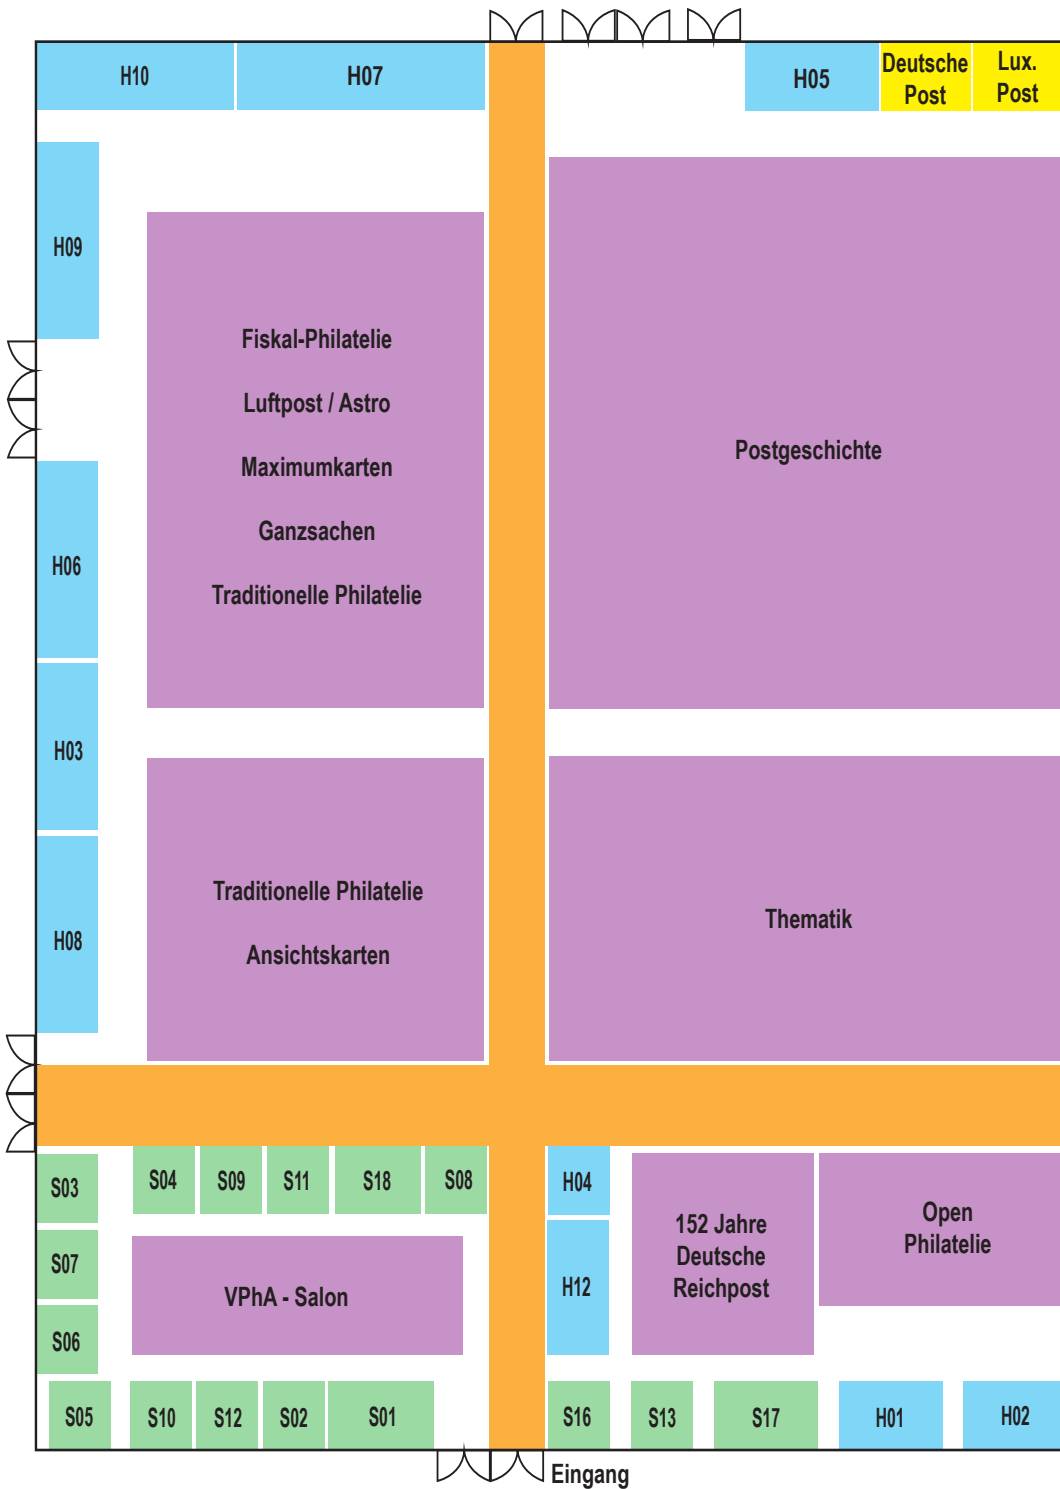 H10
H07
H05
Deutsche
Post
Lux.
Post
H09
Fiskal-Philatelie
Luftpost / Astro
Maximumkarten
Ganzsachen
Traditionelle Philatelie
Postgeschichte
H06
H03
H08
Traditionelle Philatelie
Ansichtskarten
Thematik
S03
S04
S09
S11
S18
S08
H04
S07
S06
VPhA - Salon
H12
152 Jahre
Deutsche
Reichpost
Open
Philatelie
S05
S10
S12
S02
S01
S16
S13
S17
H01
H02
Eingang